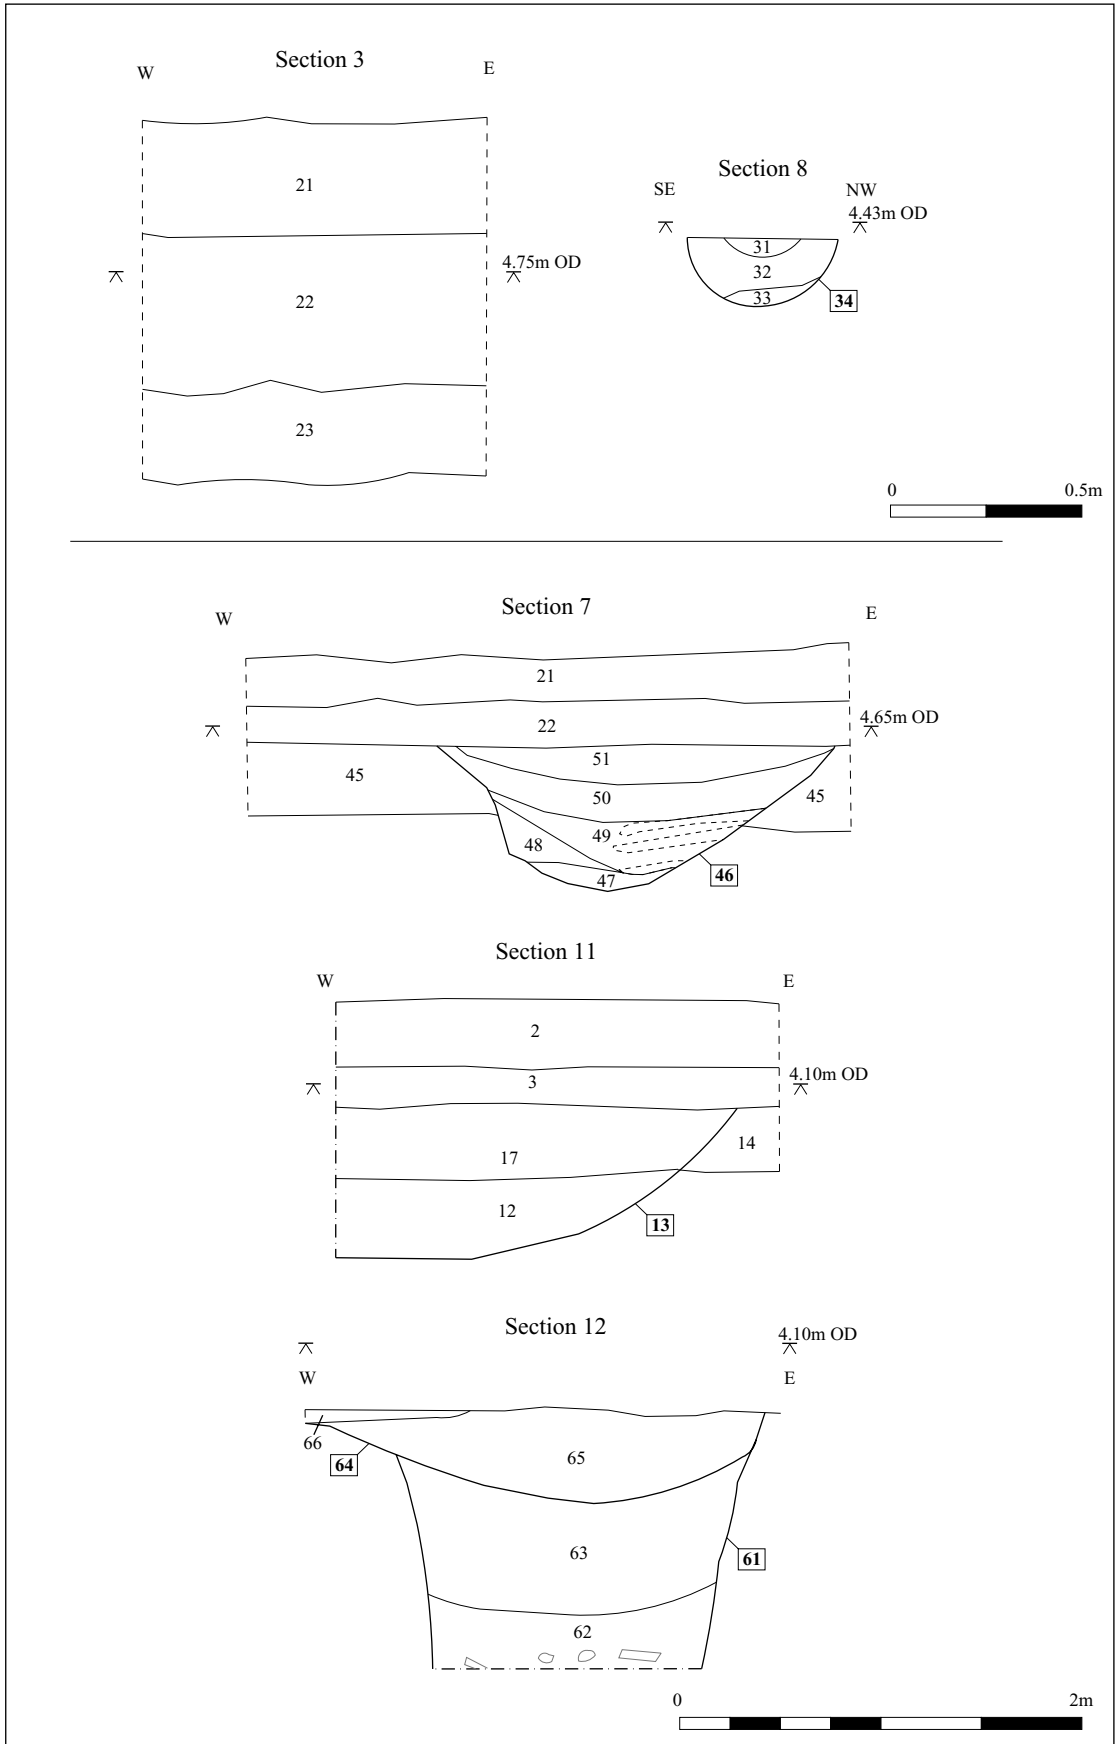 Section 3
W E
21
4.75m OD
22
23
Section 8
SE NW
4.43m OD
31
32
33
34
0 0.5m
Section 7
W E
21
22
4.65m OD
51
45
50
45
49
48
47
46
Section 11
W E
2
3
4.10m OD
14
17
12
13
Section 12
4.10m OD
W E
66
64
65
63
61
62
0 2m